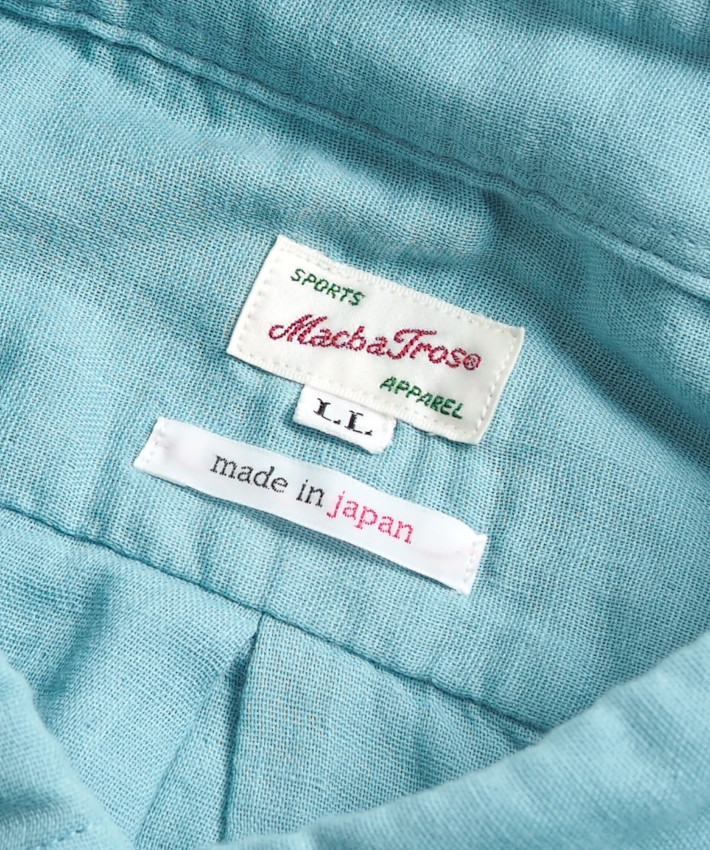 SPORTS
MacbaTros®
APPAREL
LL
made in japan